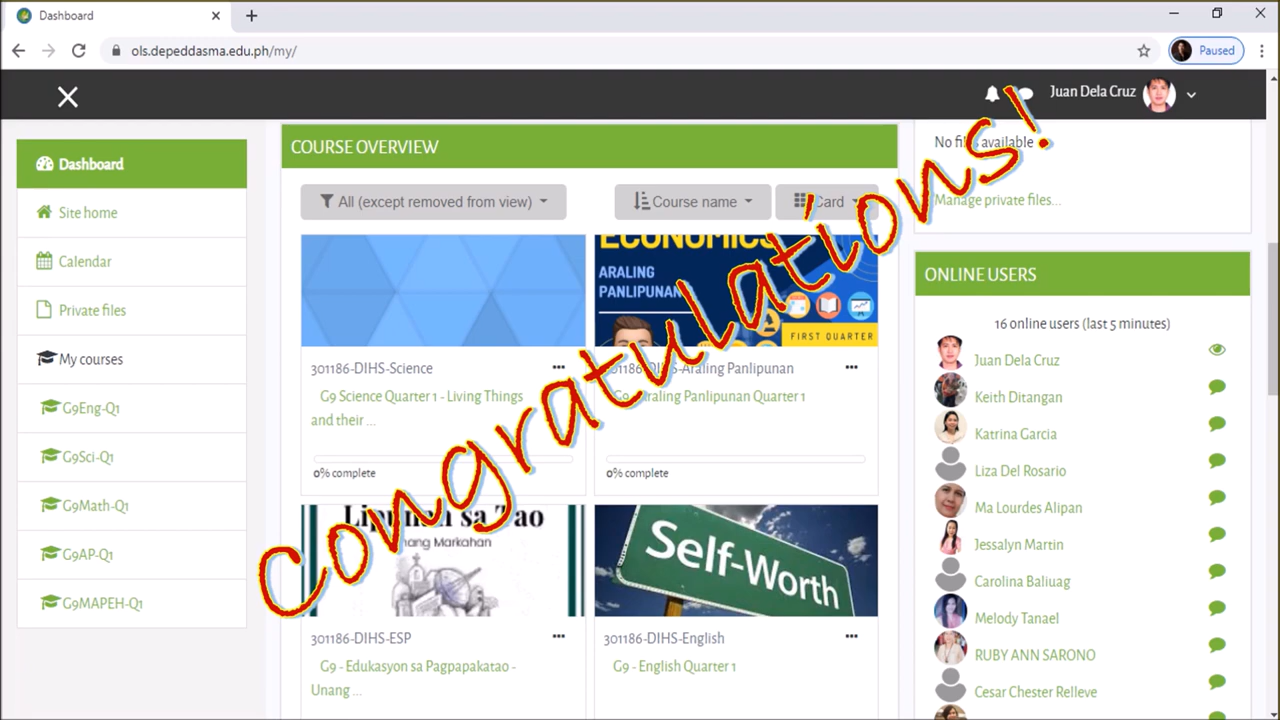 Dashboard
ols.depeddasma.edu.ph/my/
Paused
Juan Dela Cruz
Dashboard
Site home
Calendar
Private files
My courses
G9Eng-Q1
G9Sci-Q1
G9Math-Q1
G9AP-Q1
G9MAPEH-Q1
COURSE OVERVIEW
All (except removed from view)
Course name
Card
301186-DIHS-Science
G9 Science Quarter 1 - Living Things
and their ...
0% complete
ECONOMICS
ARALING
PANLIPUNAN
FIRST QUARTER
301186-DIHS-Araling Panlipunan
G9 - Araling Panlipunan Quarter 1
0% complete
Lipunan sa Tao
Markahan
301186-DIHS-ESP
G9 - Edukasyon sa Pagpapakatao -
Unang ...
Self-Worth
301186-DIHS-English
G9 - English Quarter 1
Congratulations!
No files available
Manage private files...
ONLINE USERS
16 online users (last 5 minutes)
Juan Dela Cruz
Keith Ditangan
Katrina Garcia
Liza Del Rosario
Ma Lourdes Alipan
Jessalyn Martin
Carolina Baliuag
Melody Tanael
RUBY ANN SARONO
Cesar Chester Relleve